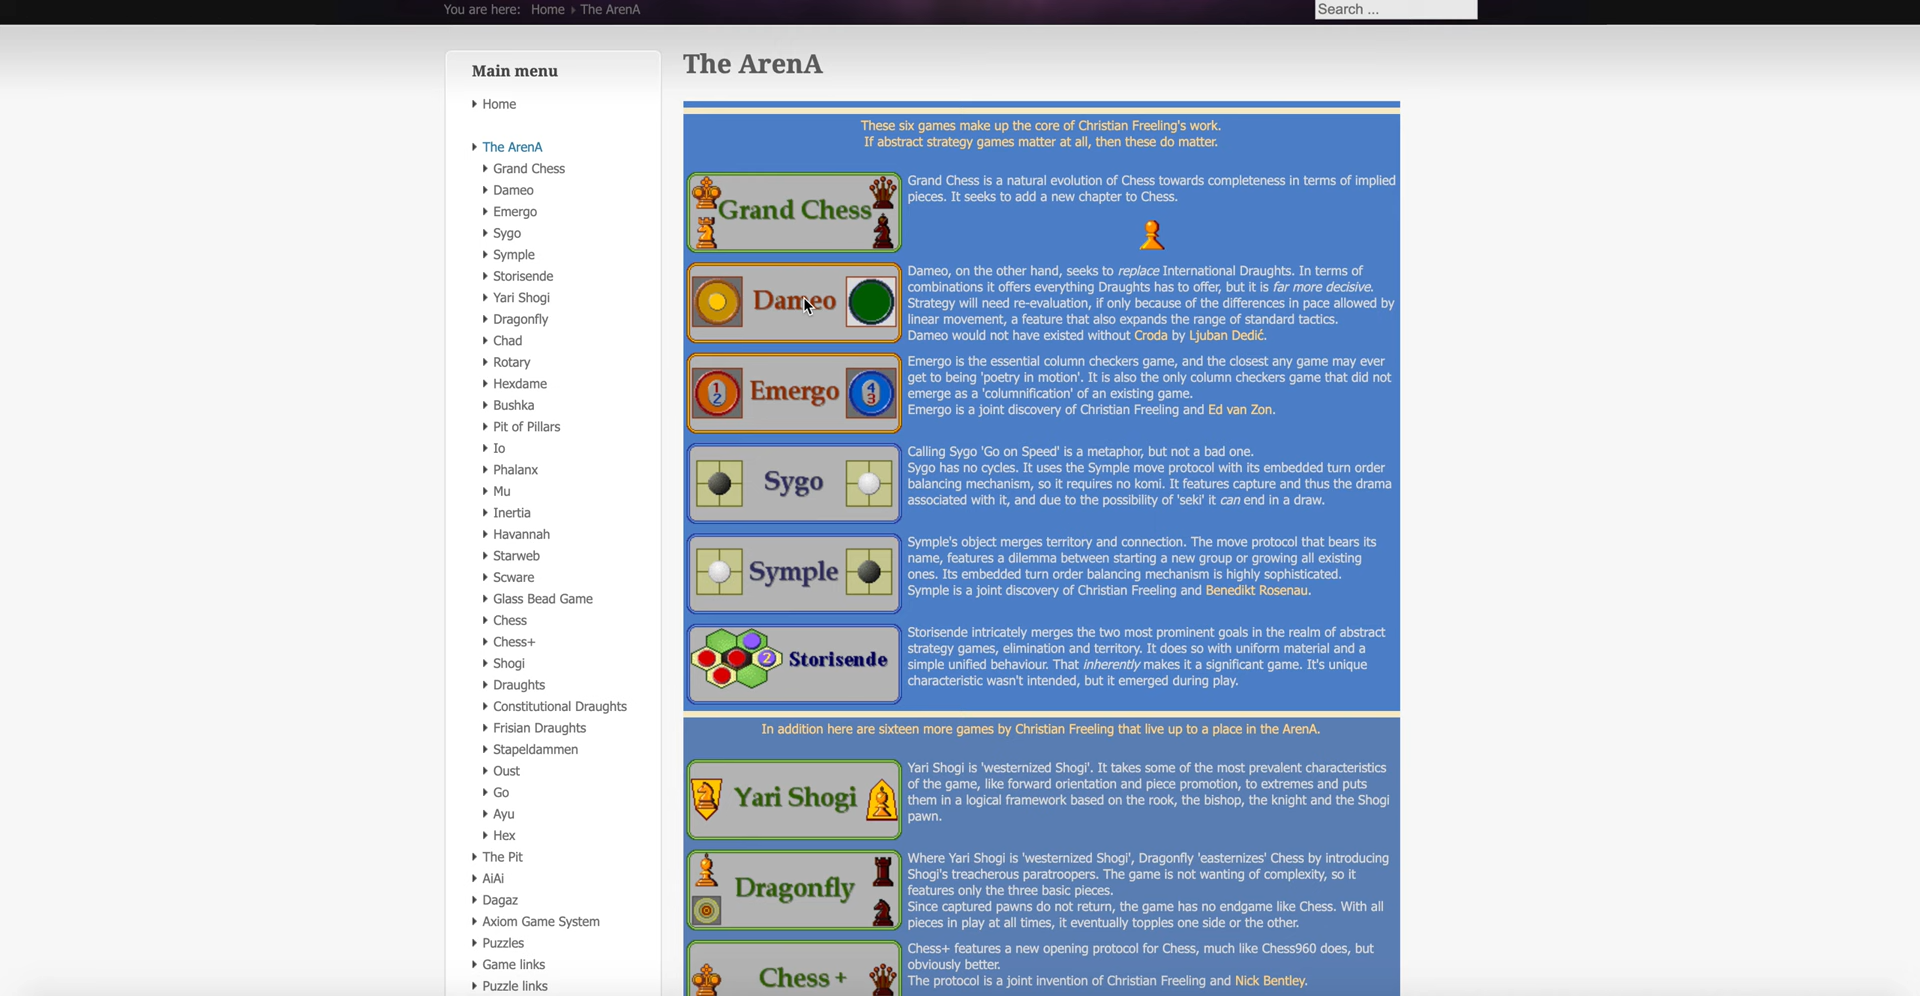 You are here: Home The ArenA
Search ...
Main menu
Home
The ArenA
Grand Chess
Dameo
Emergo
Sygo
Symple
Storisende
Yari Shogi
Dragonfly
Chad
Rotary
Hexdame
Bushka
Pit of Pillars
Io
Phalanx
Mu
Inertia
Havannah
Starweb
Scware
Glass Bead Game
Chess
Chess+
Shogi
Draughts
Constitutional Draughts
Frisian Draughts
Stapeldammen
Oust
Go
Ayu
Hex
The Pit
AiAi
Dagaz
Axiom Game System
Puzzles
Game links
Puzzle links
The ArenA
These six games make up the core of Christian Freeling's work.
If abstract strategy games matter at all, then these do matter.
Grand Chess
Grand Chess is a natural evolution of Chess towards completeness in terms of implied
pieces. It seeks to add a new chapter to Chess.
Dameo
Dameo, on the other hand, seeks to replace International Draughts. In terms of
combinations it offers everything Draughts has to offer, but it is far more decisive.
Strategy will need re-evaluation, if only because of the differences in pace allowed by
linear movement, a feature that also expands the range of standard tactics.
Dameo would not have existed without Croda by Ljuban Dedić.
1
2
Emergo
4
3
Emergo is the essential column checkers game, and the closest any game may ever
get to being 'poetry in motion'. It is also the only column checkers game that did not
emerge as a 'columnification' of an existing game.
Emergo is a joint discovery of Christian Freeling and Ed van Zon.
Sygo
Calling Sygo 'Go on Speed' is a metaphor, but not a bad one.
Sygo has no cycles. It uses the Symple move protocol with its embedded turn order
balancing mechanism, so it requires no komi. It features capture and thus the drama
associated with it, and due to the possibility of 'seki' it can end in a draw.
Symple
Symple's object merges territory and connection. The move protocol that bears its
name, features a dilemma between starting a new group or growing all existing
ones. Its embedded turn order balancing mechanism is highly sophisticated.
Symple is a joint discovery of Christian Freeling and Benedikt Rosenau.
2
Storisende
Storisende intricately merges the two most prominent goals in the realm of abstract
strategy games, elimination and territory. It does so with uniform material and a
simple unified behaviour. That inherently makes it a significant game. It's unique
characteristic wasn't intended, but it emerged during play.
In addition here are sixteen more games by Christian Freeling that live up to a place in the ArenA.
Yari Shogi
Yari Shogi is 'westernized Shogi'. It takes some of the most prevalent characteristics
of the game, like forward orientation and piece promotion, to extremes and puts
them in a logical framework based on the rook, the bishop, the knight and the Shogi
pawn.
Dragonfly
Where Yari Shogi is 'westernized Shogi', Dragonfly 'easternizes' Chess by introducing
Shogi's treacherous paratroopers. The game is not wanting of complexity, so it
features only the three basic pieces.
Since captured pawns do not return, the game has no endgame like Chess. With all
pieces in play at all times, it eventually topples one side or the other.
Chess +
Chess+ features a new opening protocol for Chess, much like Chess960 does, but
obviously better.
The protocol is a joint invention of Christian Freeling and Nick Bentley.